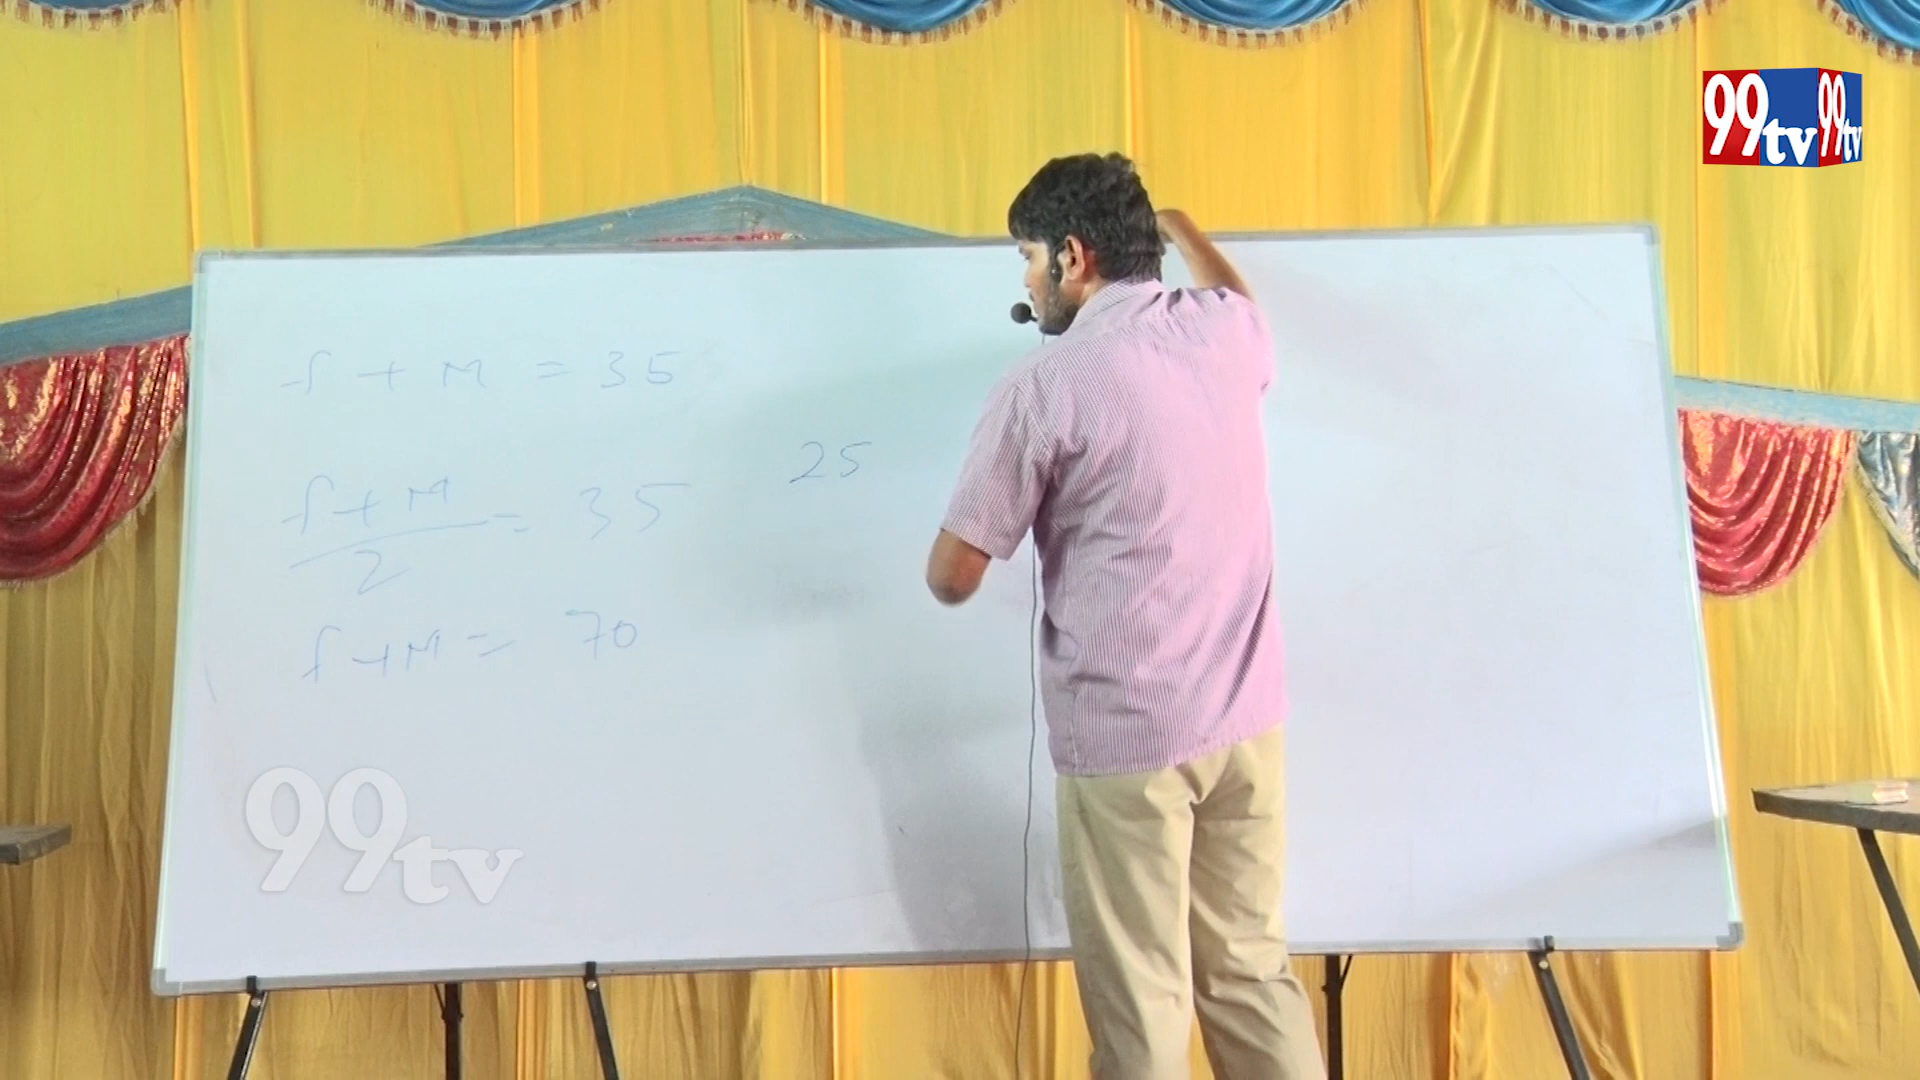 99tv 99tv
f + M = 35
25
f+M/2 = 35
f+M = 70
99tv